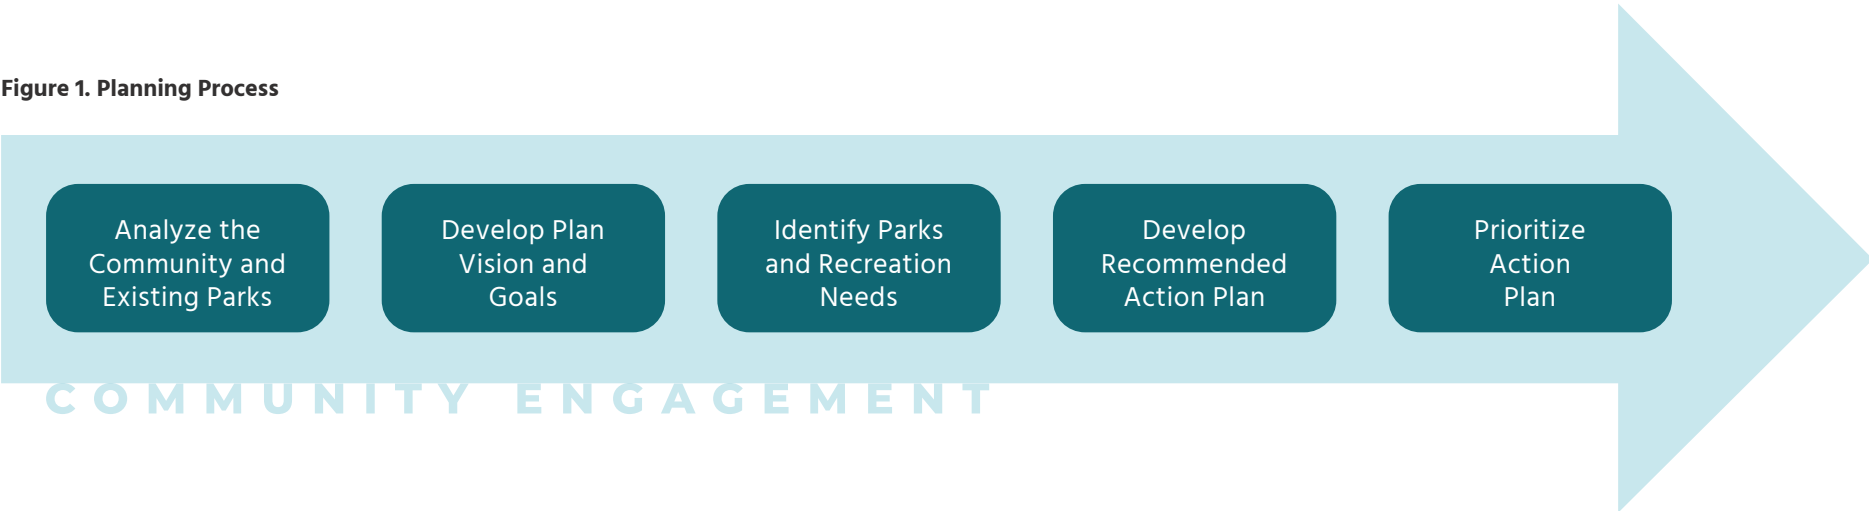 Figure 1. Planning Process
Analyze the
Community and
Existing Parks
Develop Plan
Vision and
Goals
Identify Parks
and Recreation
Needs
Develop
Recommended
Action Plan
Prioritize
Action
Plan
COMMUNITY ENGAGEMENT